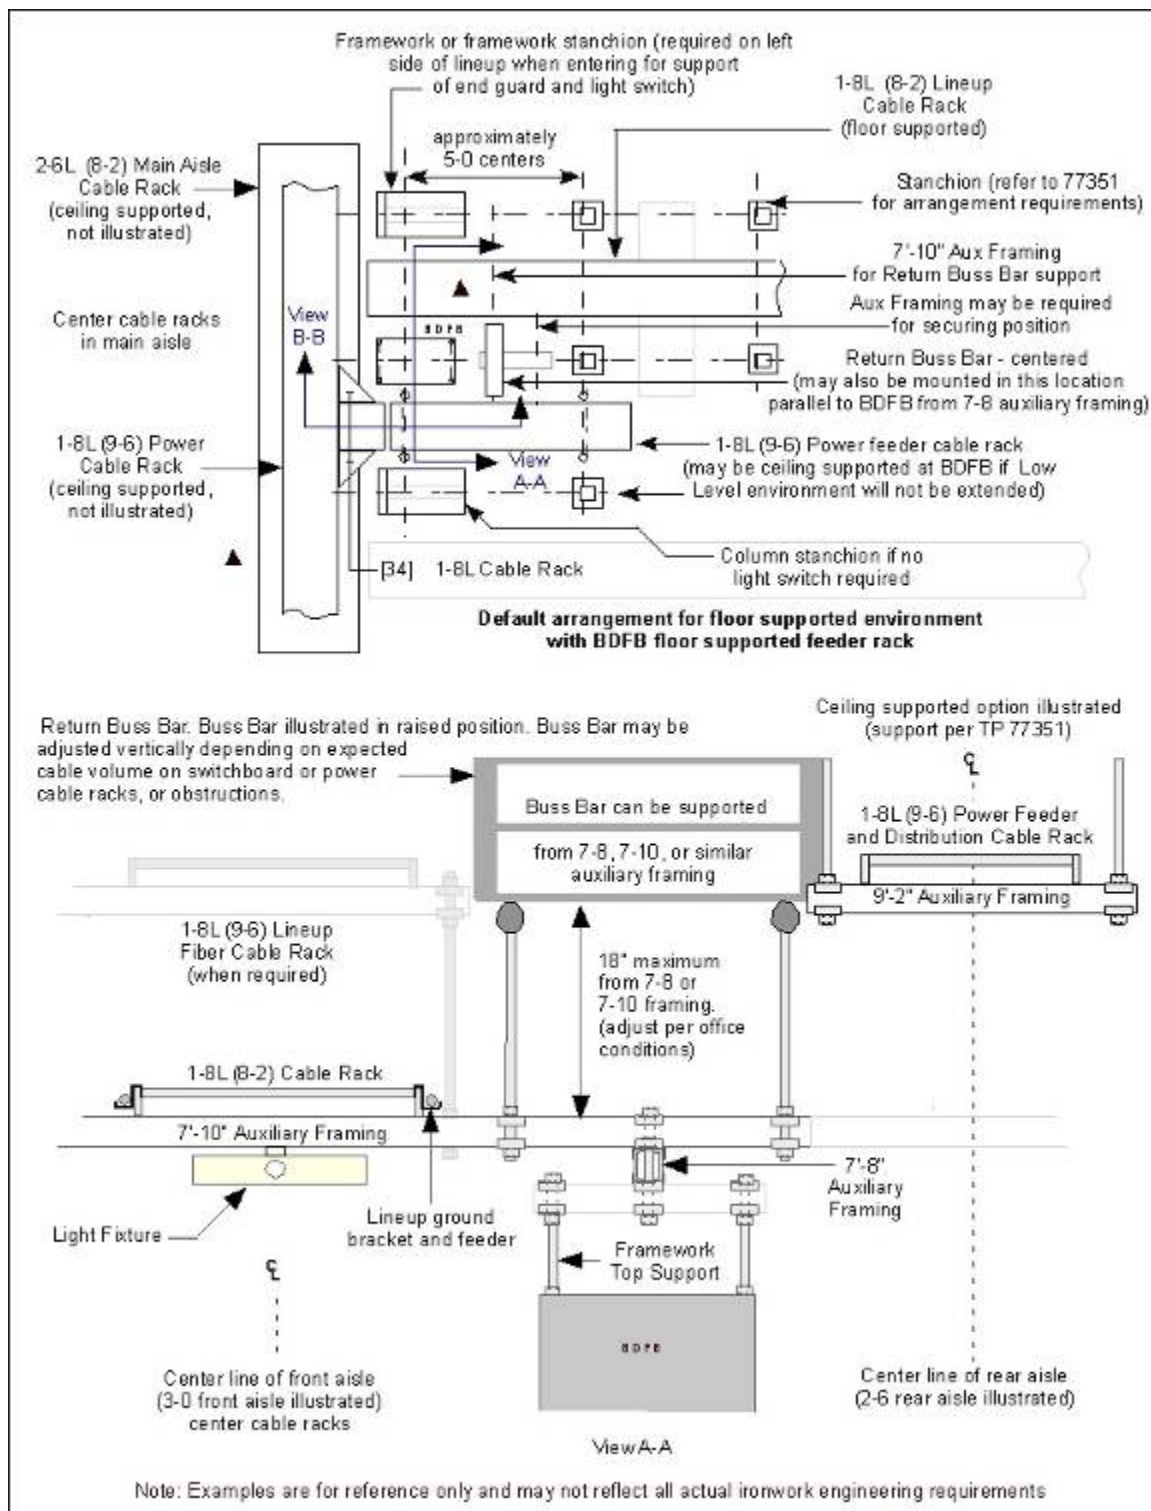 Framework or framework stanchion (required on left
side of lineup when entering for support
of end guard and light switch)
1-8L (8-2) Lineup
Cable Rack
(floor supported)
approximately
5-0 centers
2-6L (8-2) Main Aisle
Cable Rack
(ceiling supported,
not illustrated)
Stanchion (refer to 77351
for arrangement requirements)
7'-10" Aux Framing
for Return Buss Bar support
Aux Framing may be required
for securing position
View
B-B
Center cable racks
in main aisle
BDFB
Return Buss Bar - centered
(may also be mounted in this location
parallel to BDFB from 7-8 auxiliary framing)
1-8L (9-6) Power
Cable Rack
(ceiling supported,
not illustrated)
1-8L (9-6) Power feeder cable rack
(may be ceiling supported at BDFB if Low
Level environment will not be extended)
View
A-A
[34] 1-8L Cable Rack
Column stanchion if no
light switch required
Default arrangement for floor supported environment
with BDFB floor supported feeder rack
Return Buss Bar. Buss Bar illustrated in raised position. Buss Bar may be
adjusted vertically depending on expected
cable volume on switchboard or power
cable racks, or obstructions.
Ceiling supported option illustrated
(support per TP 77351)
℄
Buss Bar can be supported
from 7-8, 7-10, or similar
auxiliary framing
1-8L (9-6) Power Feeder
and Distribution Cable Rack
9'-2" Auxiliary Framing
1-8L (9-6) Lineup
Fiber Cable Rack
(when required)
18" maximum
from 7-8 or
7-10 framing.
(adjust per office
conditions)
1-8L (8-2) Cable Rack
7'-10" Auxiliary Framing
7'-8"
Auxiliary
Framing
Light Fixture
Lineup ground
bracket and feeder
Framework
Top Support
℄
BDFB
Center line of front aisle
(3-0 front aisle illustrated)
center cable racks
Center line of rear aisle
(2-6 rear aisle illustrated)
View A-A
Note: Examples are for reference only and may not reflect all actual ironwork engineering requirements